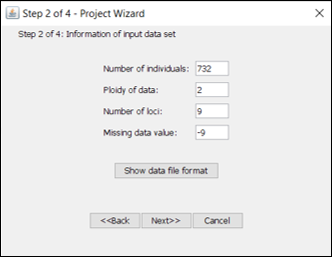 Step 2 of 4 - Project Wizard
Step 2 of 4: Information of input data set
Number of individuals: 732
Ploidy of data: 2
Number of loci: 9
Missing data value: -9
Show data file format
<<Back Next>> Cancel